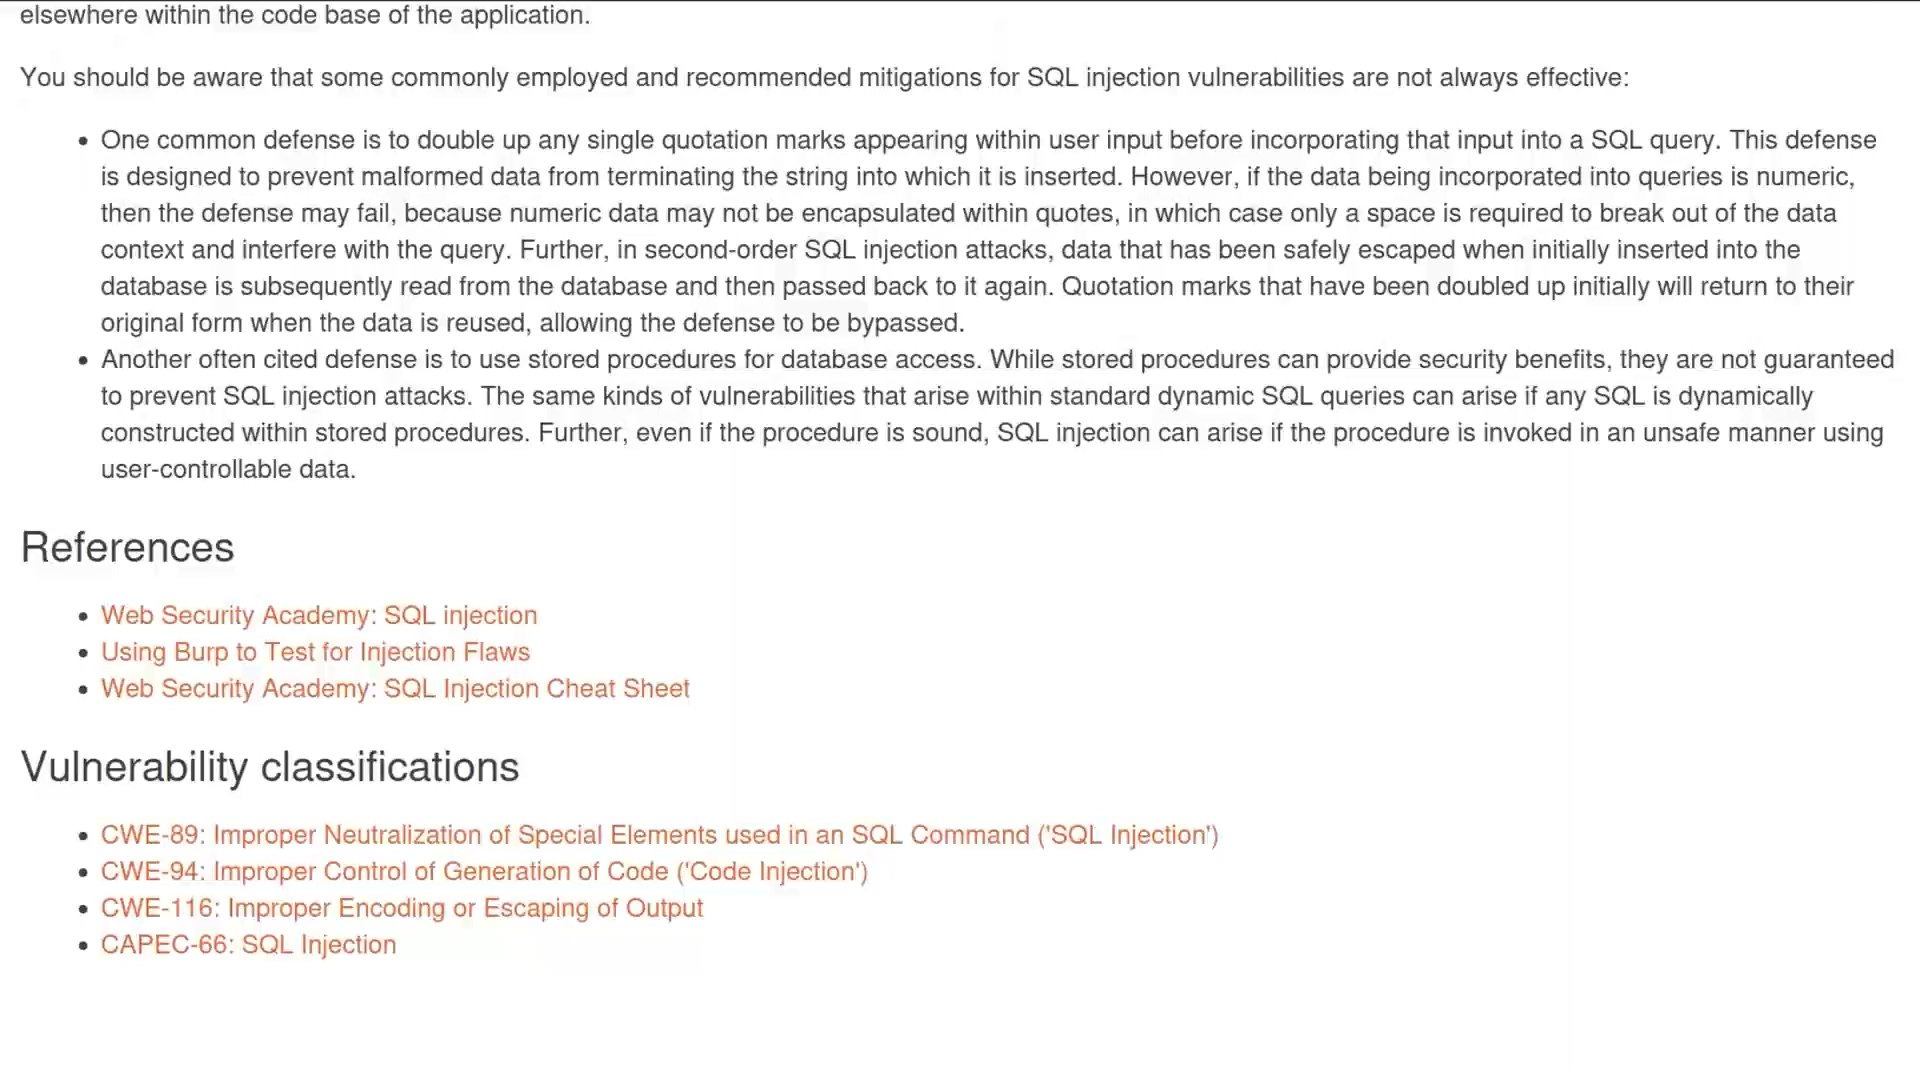 elsewhere within the code base of the application.
You should be aware that some commonly employed and recommended mitigations for SQL injection vulnerabilities are not always effective:
• One common defense is to double up any single quotation marks appearing within user input before incorporating that input into a SQL query. This defense
is designed to prevent malformed data from terminating the string into which it is inserted. However, if the data being incorporated into queries is numeric,
then the defense may fail, because numeric data may not be encapsulated within quotes, in which case only a space is required to break out of the data
context and interfere with the query. Further, in second-order SQL injection attacks, data that has been safely escaped when initially inserted into the
database is subsequently read from the database and then passed back to it again. Quotation marks that have been doubled up initially will return to their
original form when the data is reused, allowing the defense to be bypassed.
• Another often cited defense is to use stored procedures for database access. While stored procedures can provide security benefits, they are not guaranteed
to prevent SQL injection attacks. The same kinds of vulnerabilities that arise within standard dynamic SQL queries can arise if any SQL is dynamically
constructed within stored procedures. Further, even if the procedure is sound, SQL injection can arise if the procedure is invoked in an unsafe manner using
user-controllable data.
References
• Web Security Academy: SQL injection
• Using Burp to Test for Injection Flaws
• Web Security Academy: SQL Injection Cheat Sheet
Vulnerability classifications
• CWE-89: Improper Neutralization of Special Elements used in an SQL Command ('SQL Injection')
• CWE-94: Improper Control of Generation of Code ('Code Injection')
• CWE-116: Improper Encoding or Escaping of Output
• CAPEC-66: SQL Injection